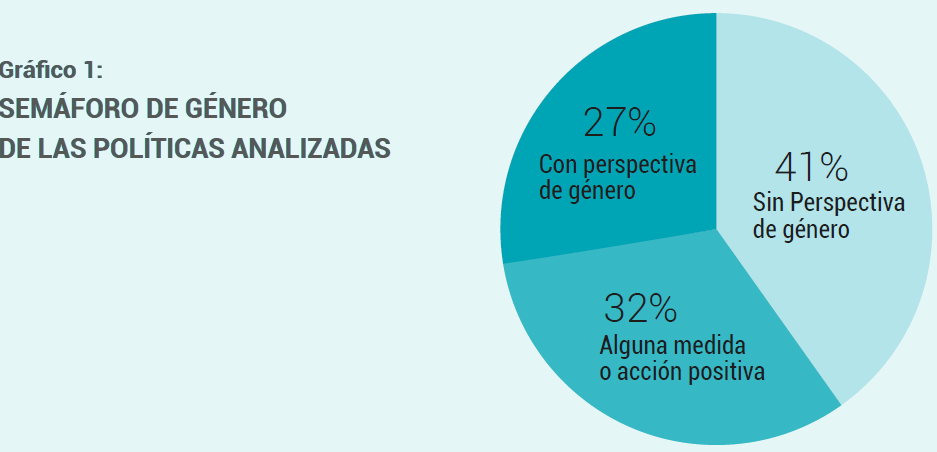 Gráfico 1:
SEMÁFORO DE GÉNERO
DE LAS POLÍTICAS ANALIZADAS
27%
Con perspectiva
de género
41%
Sin Perspectiva
de género
32%
Alguna medida
o acción positiva